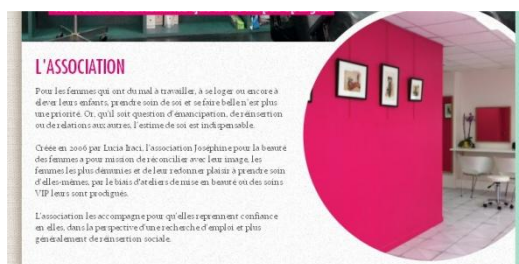 L'ASSOCIATION
Pour les femmes qui ont du mal à travailler, à se loger ou encore à
élever leurs enfants, prendre soin de soi et se faire belle n'est plus
une priorité. Or, qu'il soit question d'émancipation, de réinsertion
ou de relations aux autres, l'estime de soi est indispensable.
Créée en 2006 par Lucia Iraci, l'association Joséphine pour la beauté
des femmes a pour mission de réconcilier avec leur image, les
femmes les plus démunies et de leur redonner plaisir à prendre soin
d'elles-mêmes, par le biais d'ateliers de mise en beauté ou des soins
VIP leurs sont prodigués.
L'association les accompagne pour qu'elles reprennent confiance
en elles, dans la perspective d'une recherche d'emploi et plus
généralement de réinsertion sociale.